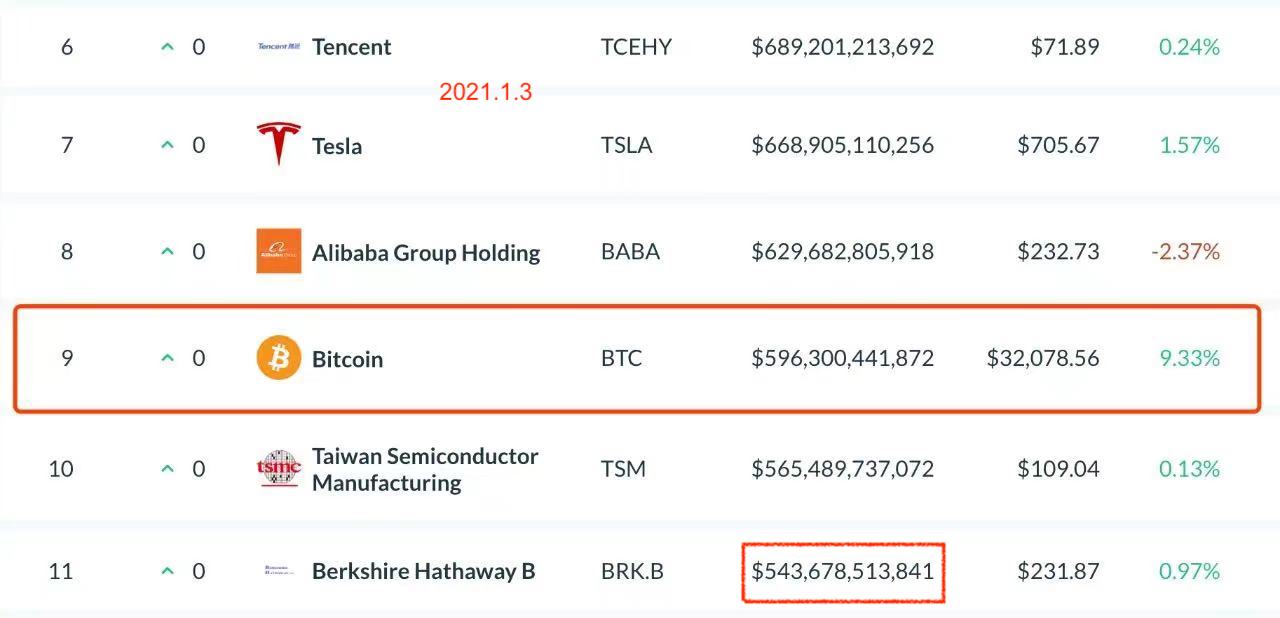 6 0 Tencent 腾讯 Tencent TCEHY $689,201,213,692 $71.89 0.24%
2021.1.3
7 0 Tesla TSLA $668,905,110,256 $705.67 1.57%
8 0 Alibaba Group Holding BABA $629,682,805,918 $232.73 -2.37%
9 0 Bitcoin BTC $596,300,441,872 $32,078.56 9.33%
10 0 tsmc Taiwan Semiconductor
Manufacturing TSM $565,489,737,072 $109.04 0.13%
11 0 Berkshire Hathaway B BRK.B $543,678,513,841 $231.87 0.97%